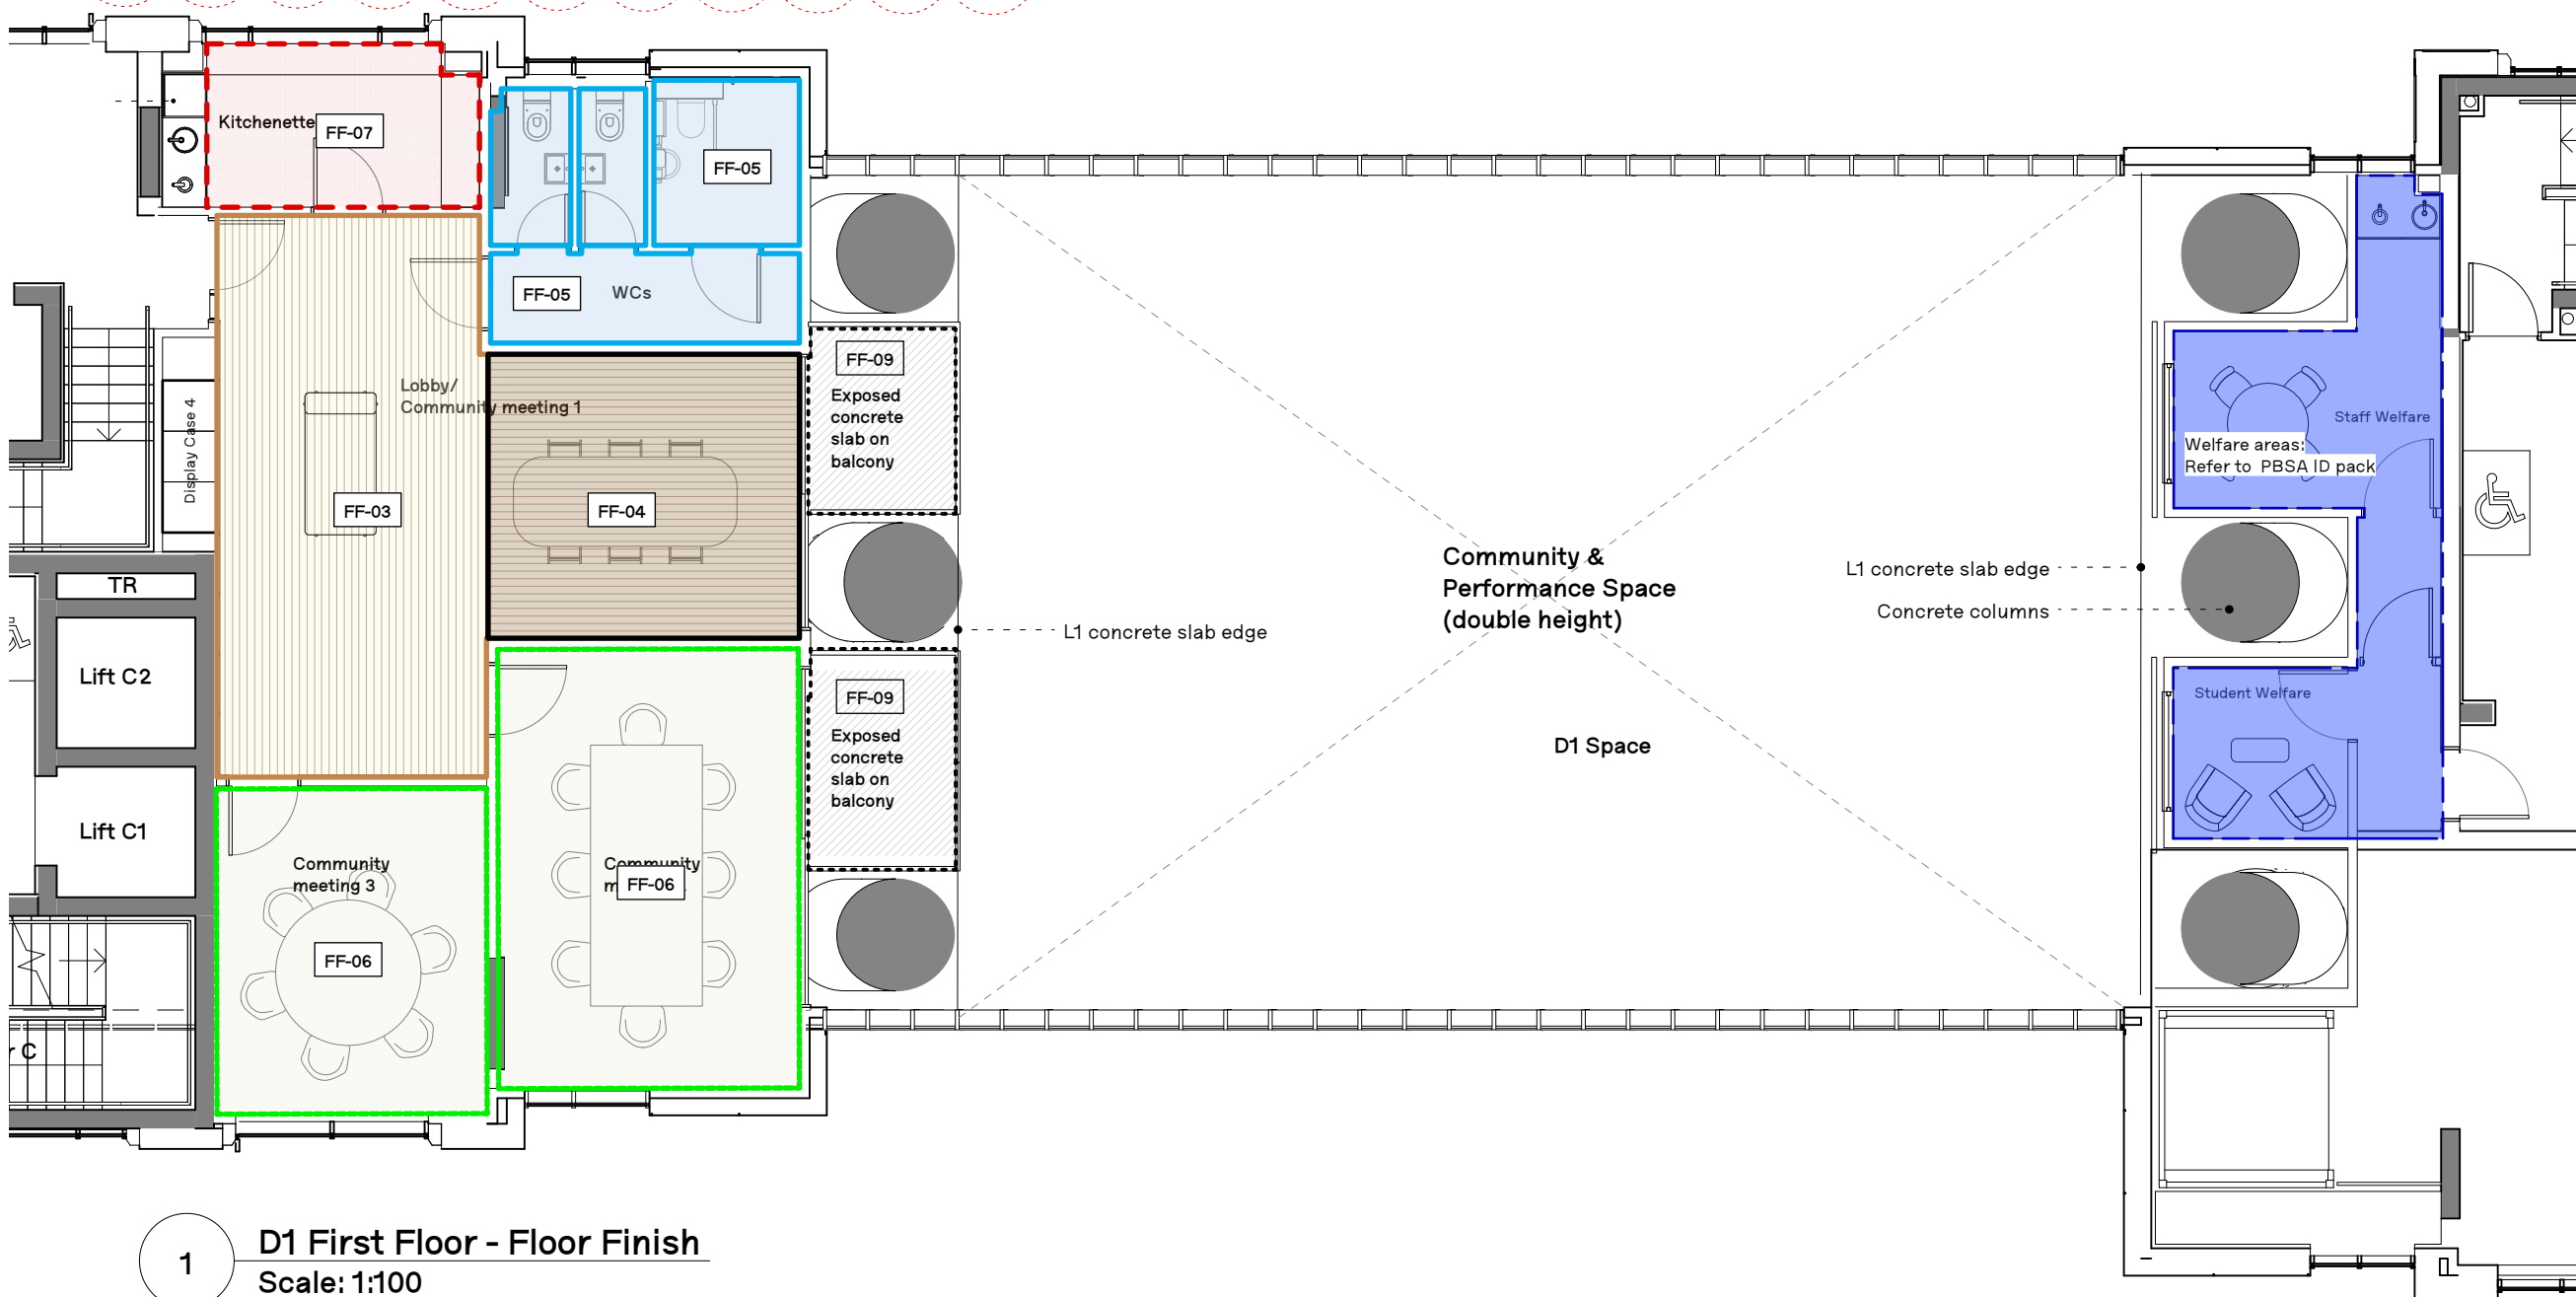 Kitchenette
FF-07
FF-05
FF-05
WCs
Lobby/
Community meeting 1
Display Case 4
FF-03
FF-04
FF-09
Exposed
concrete
slab on
balcony
FF-09
Exposed
concrete
slab on
balcony
TR
Lift C2
Lift C1
Community
meeting 3
FF-06
Community
FF-06
r C
L1 concrete slab edge
Community &
Performance Space
(double height)
D1 Space
L1 concrete slab edge
Concrete columns
Staff Welfare
Welfare areas:
Refer to PBSA ID pack
Student Welfare
1
D1 First Floor - Floor Finish
Scale: 1:100